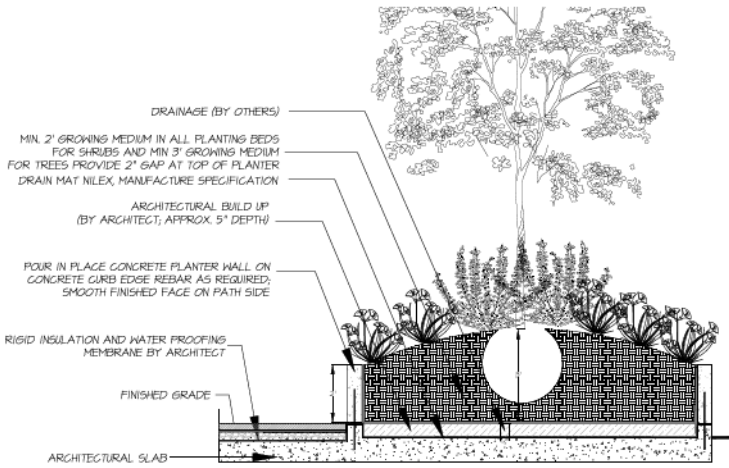 DRAINAGE (BY OTHERS)
MIN. 2' GROWING MEDIUM IN ALL PLANTING BEDS
FOR SHRUBS AND MIN 3' GROWING MEDIUM
FOR TREES PROVIDE 2" GAP AT TOP OF PLANTER
DRAIN MAT NILEX, MANUFACTURE SPECIFICATION
ARCHITECTURAL BUILD UP
(BY ARCHITECT; APPROX. 5" DEPTH)
POUR IN PLACE CONCRETE PLANTER WALL ON
CONCRETE CURB EDGE REBAR AS REQUIRED;
SMOOTH FINISHED FACE ON PATH SIDE
RIGID INSULATION AND WATER PROOFING
MEMBRANE BY ARCHITECT
FINISHED GRADE
ARCHITECTURAL SLAB